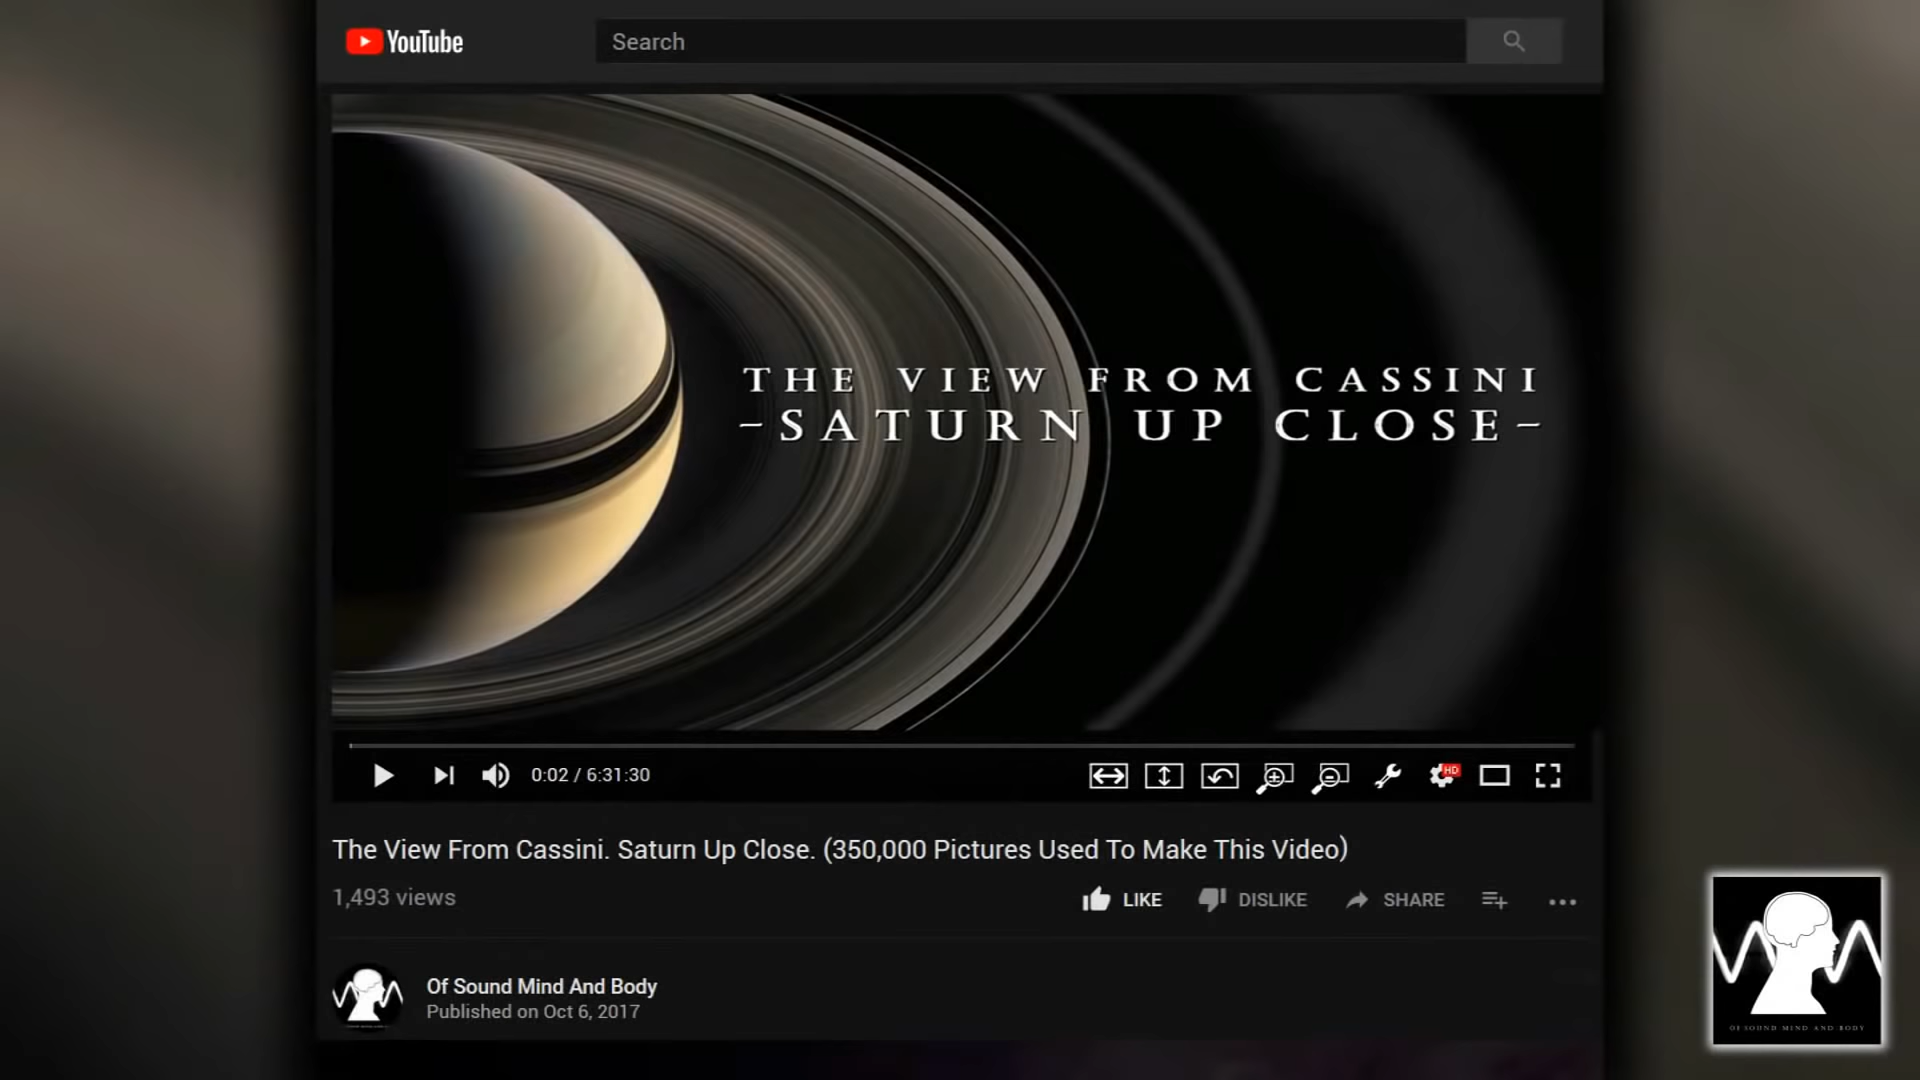 YouTube
Search
THE VIEW FROM CASSINI
-SATURN UP CLOSE-
0:02 / 6:31:30
HD
The View From Cassini. Saturn Up Close. (350,000 Pictures Used To Make This Video)
1,493 views
LIKE
DISLIKE
SHARE
Of Sound Mind And Body
Published on Oct 6, 2017
OF SOUND MIND AND BODY